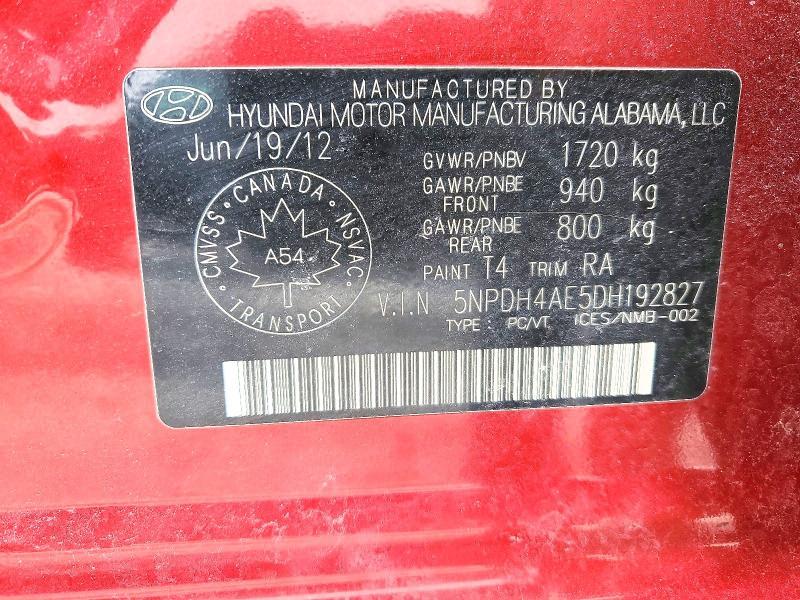 MANUFACTURED BY
HYUNDAI MOTOR MANUFACTURING ALABAMA, LLC
Jun/19/12
GVWR/PNBV 1720 kg
GAWR/PNBE FRONT 940 kg
GAWR/PNBE REAR 800 kg
PAINT T4 TRIM RA
V.I.N 5NPDH4AE5DH192827
TYPE: PC/VT ICES/NMB-002
CANADA
CMVSS NSVAC
A54
TRANSPORT